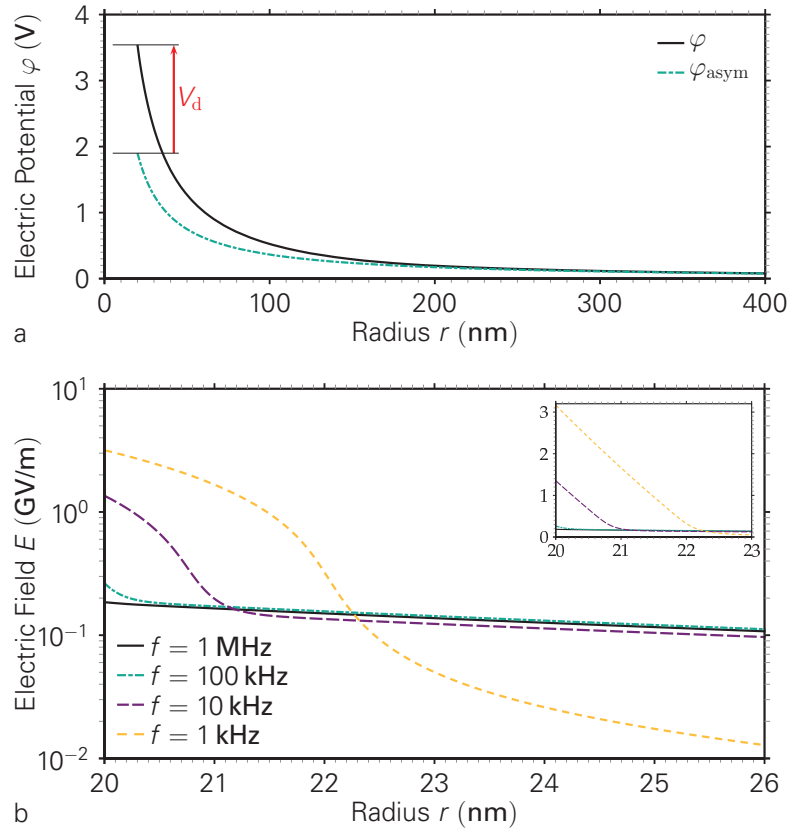 Electric Potential φ (V)
4
3
2
1
0
V_d
φ
φ_asym
0 100 200 300 400
Radius r (nm)
a
Electric Field E (GV/m)
10^1
10^0
10^−1
10^−2
f = 1 MHz
f = 100 kHz
f = 10 kHz
f = 1 kHz
3
2
1
0
20 21 22 23
20 21 22 23 24 25 26
Radius r (nm)
b